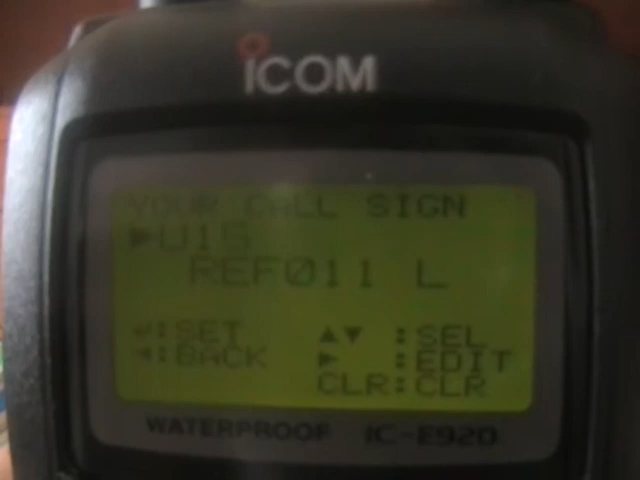 ICOM
YOUR CALL SIGN
▶U15
REF011 L
↵:SET ▲▼ :SEL
◀:BACK ▶ :EDIT
CLR:CLR
WATERPROOF IC-E92D